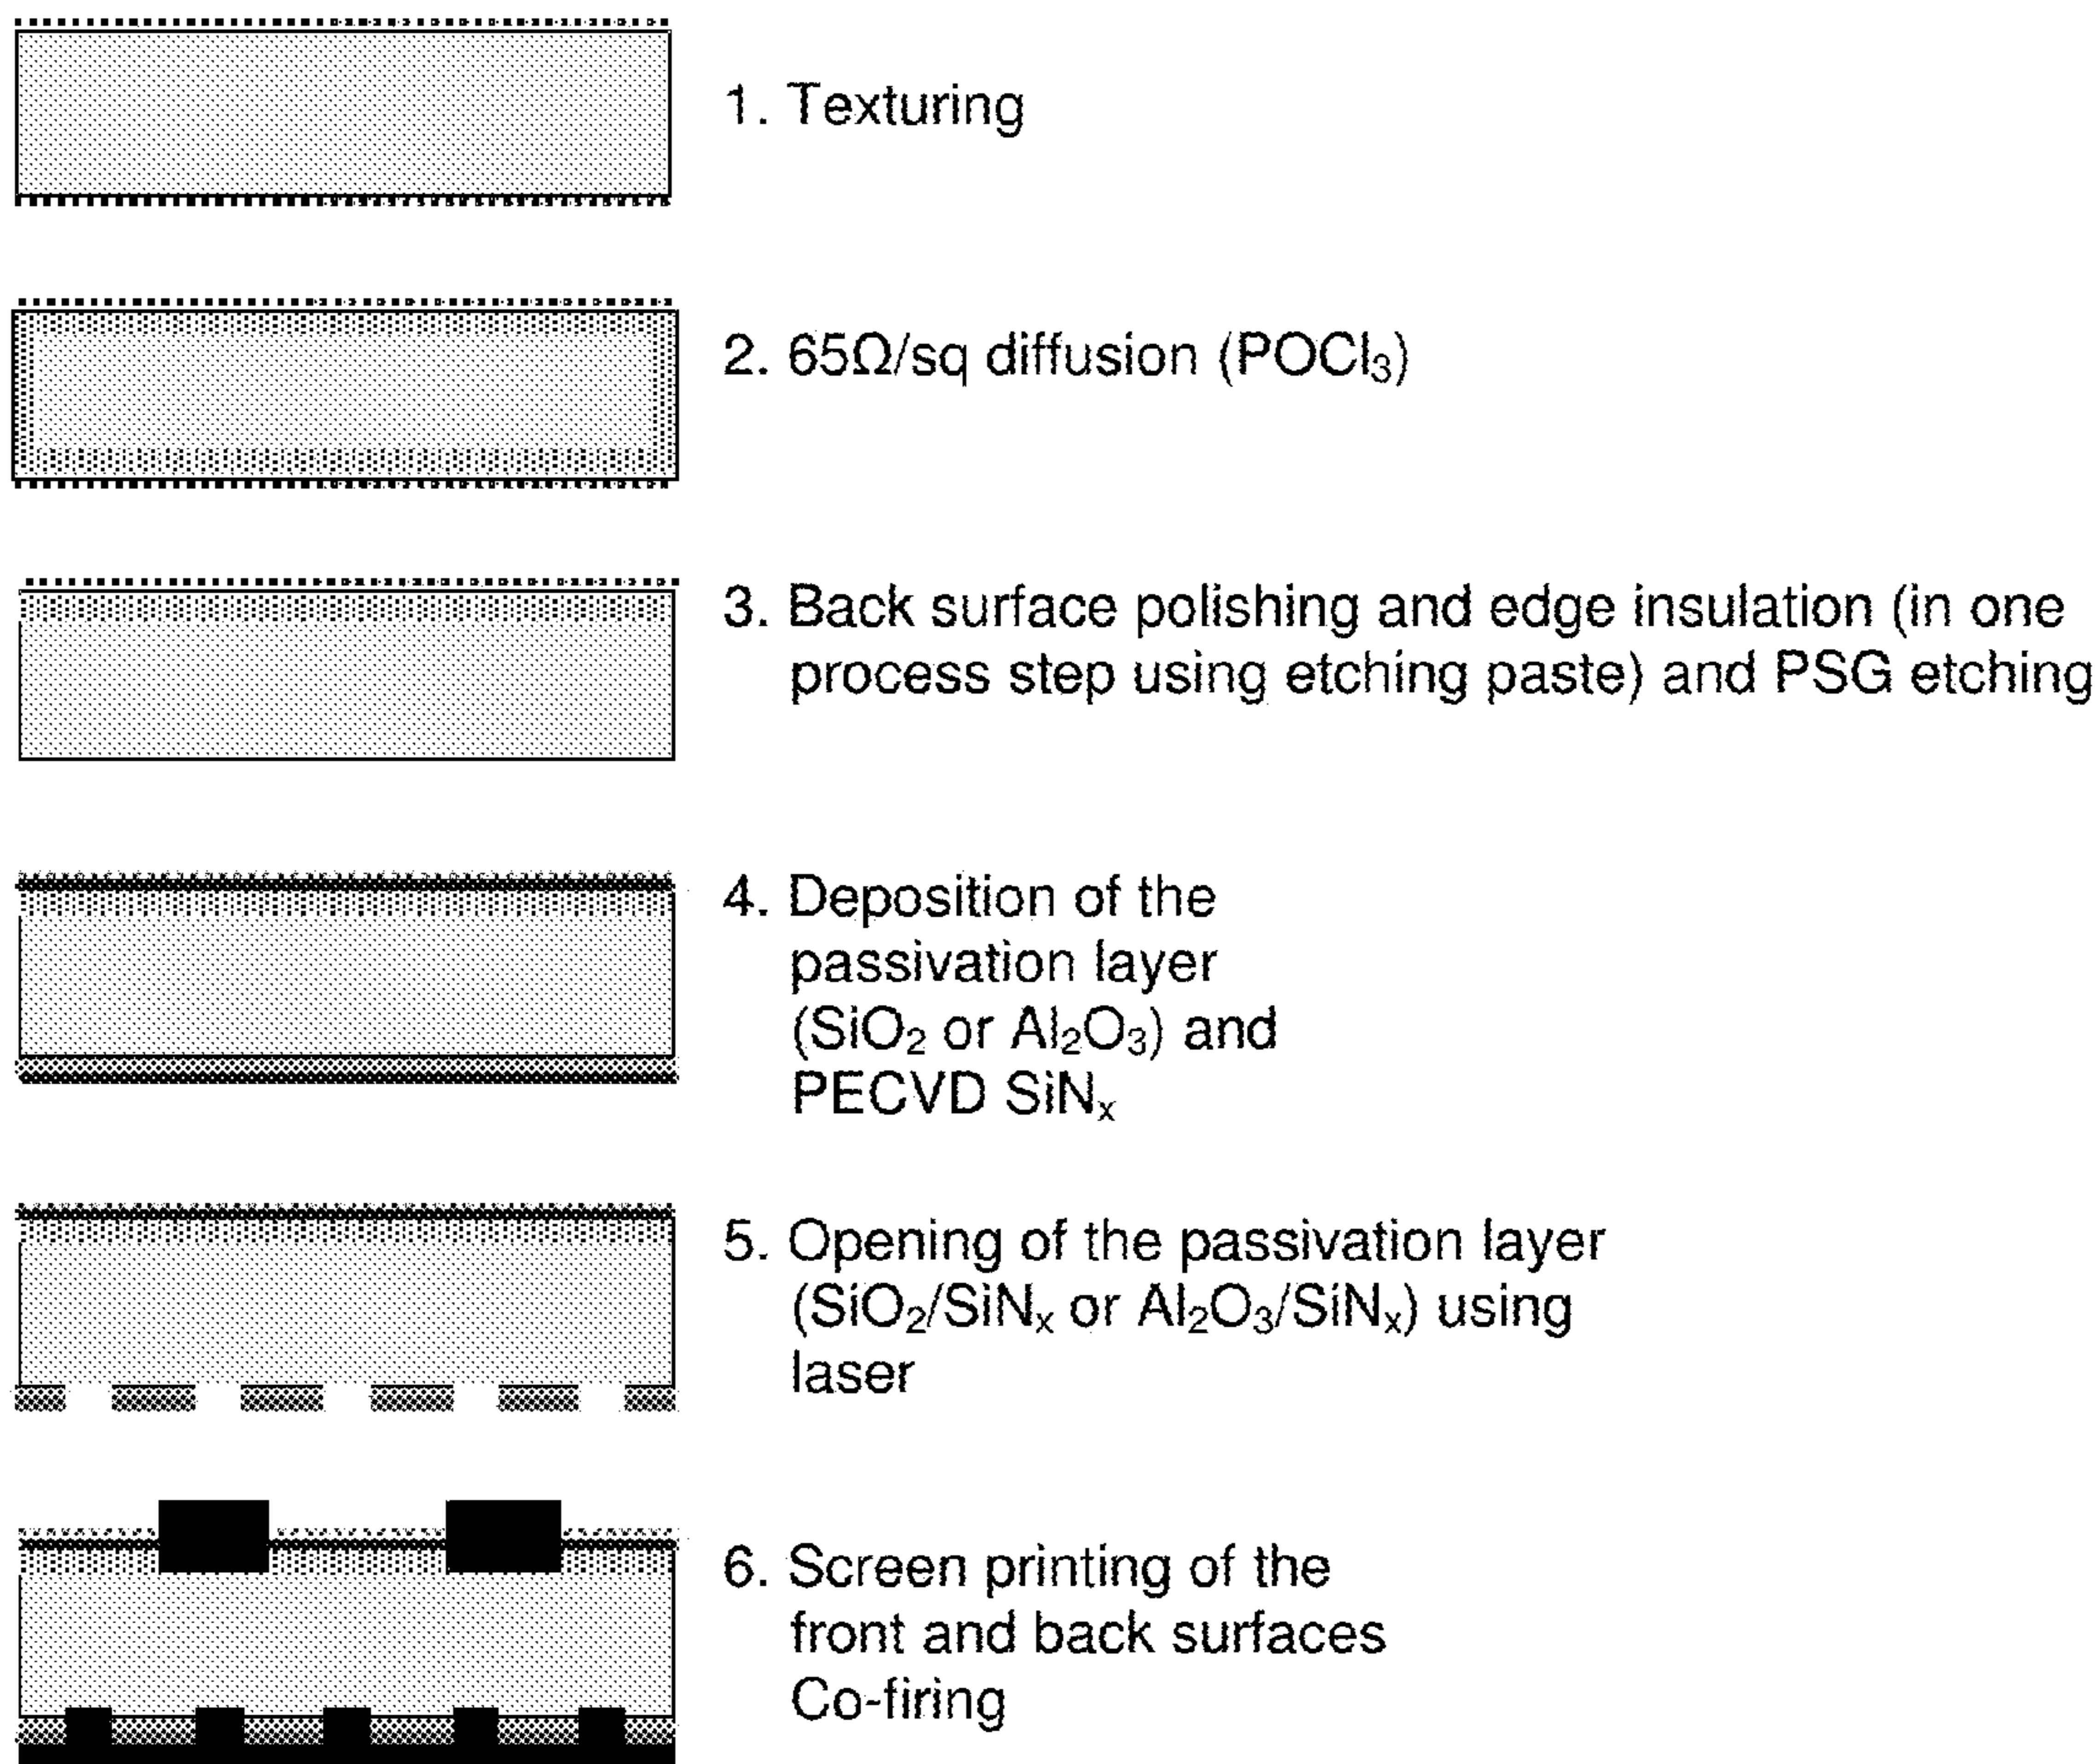 1. Texturing
2. 65Ω/sq diffusion (POCl₃)
3. Back surface polishing and edge insulation (in one
process step using etching paste) and PSG etching
4. Deposition of the
passivation layer
(SiO₂ or Al₂O₃) and
PECVD SiNₓ
5. Opening of the passivation layer
(SiO₂/SiNₓ or Al₂O₃/SiNₓ) using
laser
6. Screen printing of the
front and back surfaces
Co-firing